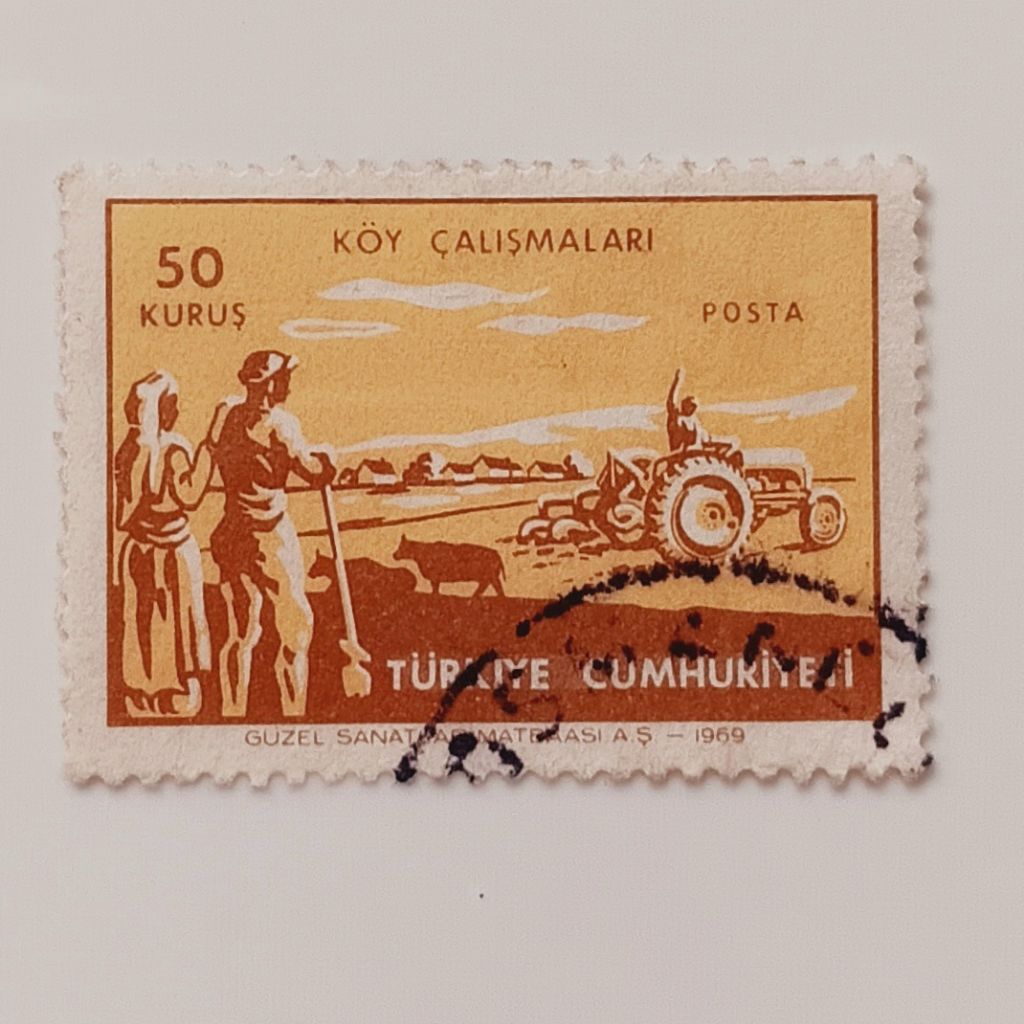 KÖY ÇALIŞMALARI
50
KURUŞ
POSTA
TÜRKİYE CUMHURİYETİ
GÜZEL SANATLAR MATBAASI A.Ş – 1969